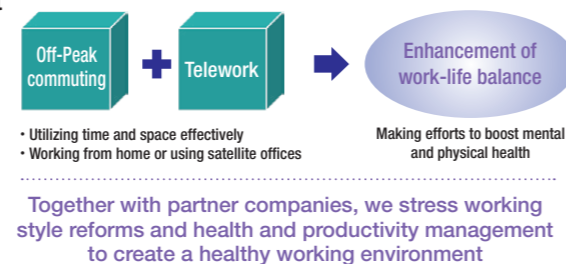 Off-Peak
commuting
Telework
Enhancement of
work-life balance
・Utilizing time and space effectively
・Working from home or using satellite offices
Making efforts to boost mental
and physical health
Together with partner companies, we stress working
style reforms and health and productivity management
to create a healthy working environment